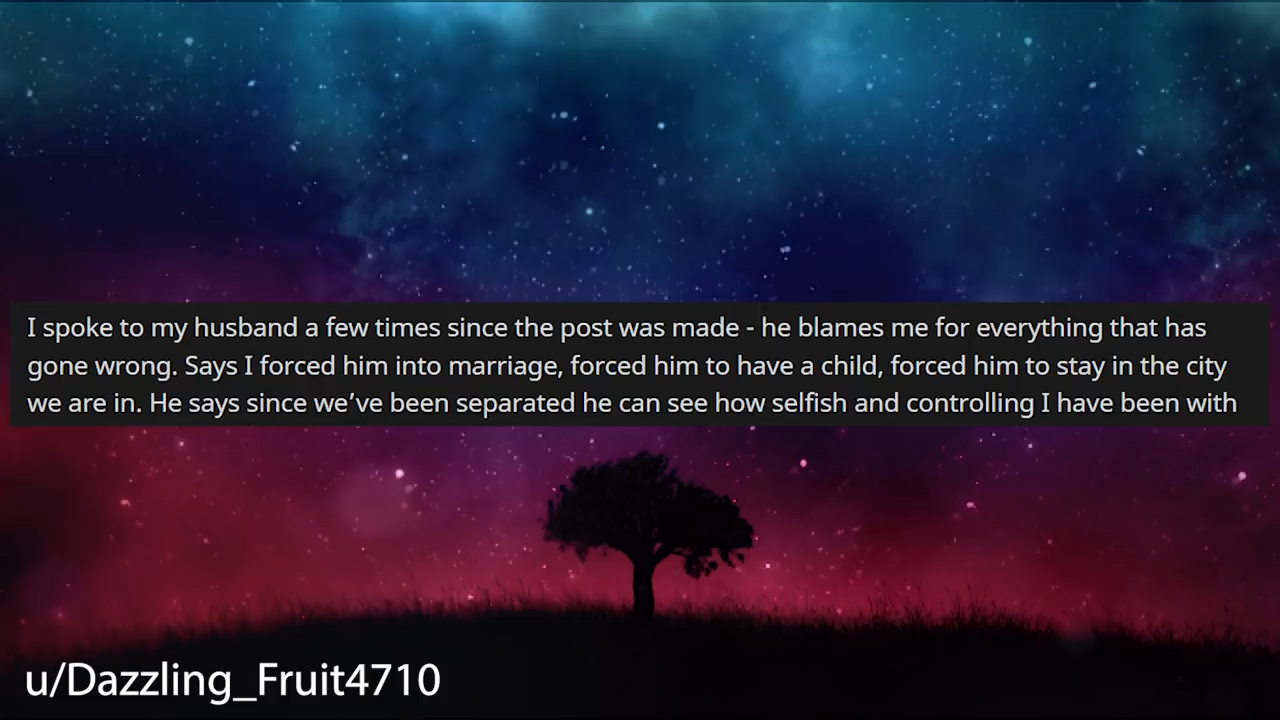 I spoke to my husband a few times since the post was made - he blames me for everything that has
gone wrong. Says I forced him into marriage, forced him to have a child, forced him to stay in the city
we are in. He says since we’ve been separated he can see how selfish and controlling I have been with
u/Dazzling_Fruit4710